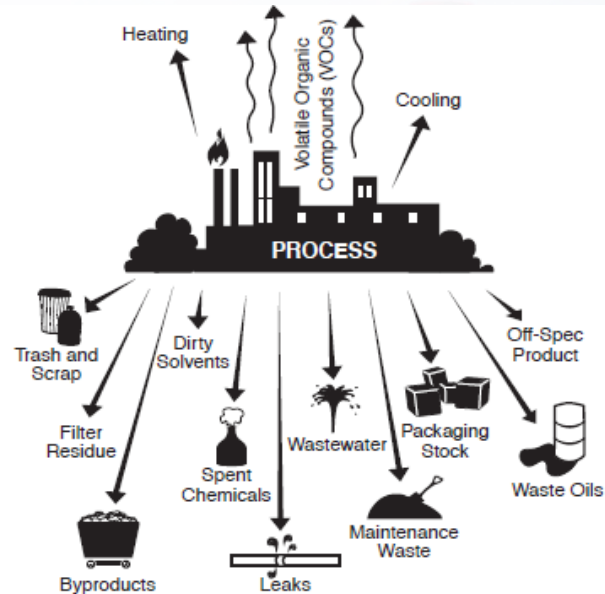 Heating
Volatile Organic
Compounds (VOCs)
Cooling
PROCESS
Trash and
Scrap
Dirty
Solvents
Off-Spec
Product
Filter
Residue
Spent
Chemicals
Wastewater
Packaging
Stock
Waste Oils
Maintenance
Waste
Byproducts
Leaks